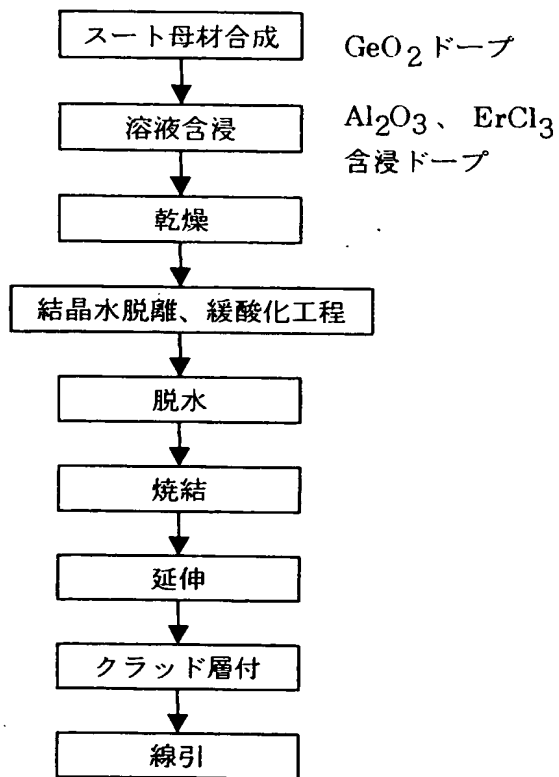 スート母材合成
GeO2 ドープ
溶液含浸
Al2O3 、 ErCl3
含浸ドープ
乾燥
結晶水脱離、緩酸化工程
脱水
焼結
延伸
クラッド層付
線引